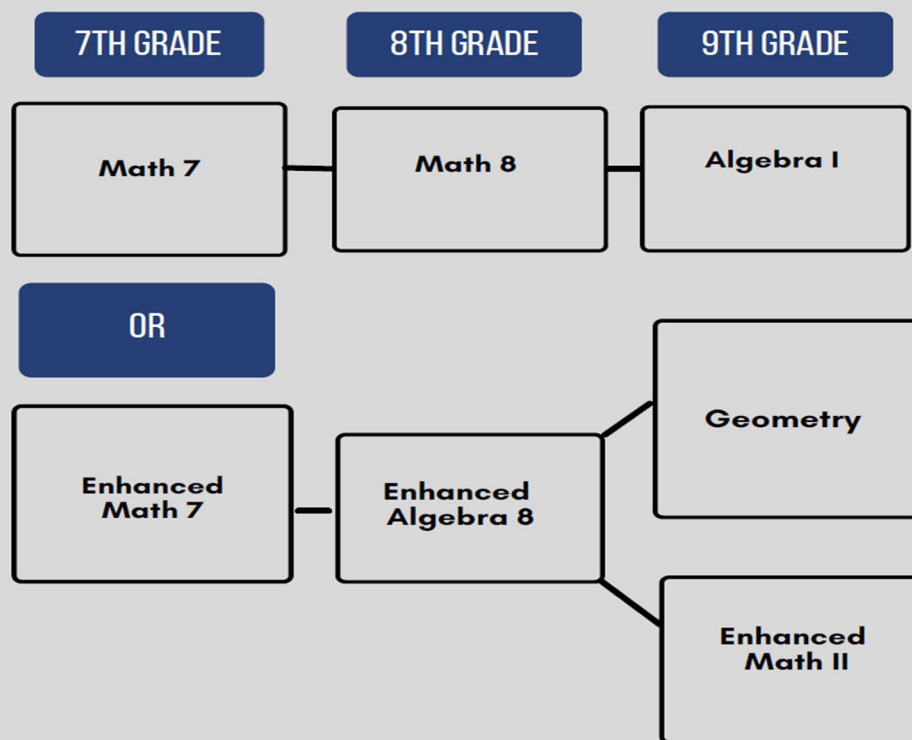 7TH GRADE
8TH GRADE
9TH GRADE
Math 7
Math 8
Algebra I
OR
Enhanced
Math 7
Enhanced
Algebra 8
Geometry
Enhanced
Math II